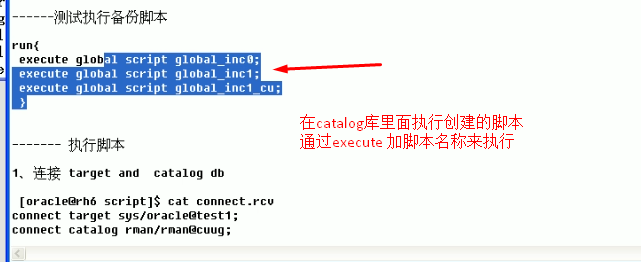 ------测试执行备份脚本
run{
execute global script global_inc0;
execute global script global_inc1;
execute global script global_inc1_cu;
}
在catalog库里面执行创建的脚本
通过execute 加脚本名称来执行
------- 执行脚本
1、连接 target and catalog db
[oracle@rh6 script]$ cat connect.rcv
connect target sys/oracle@test1;
connect catalog rman/rman@cuug;